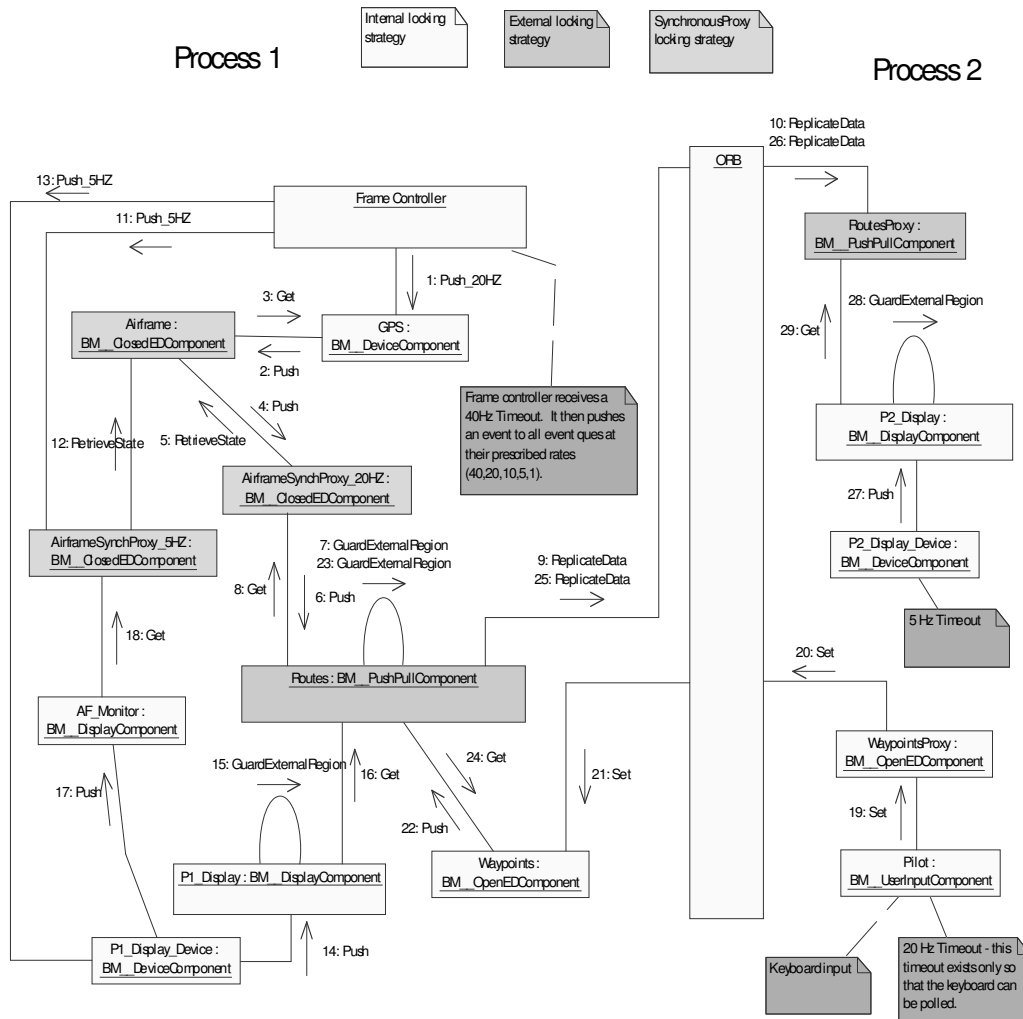 Process 1
Internal locking
strategy
External locking
strategy
SynchronousProxy
locking strategy
Process 2
10: ReplicateData
26: ReplicateData
ORB
13: Push_5HZ
Frame Controller
11: Push_5HZ
RoutesProxy :
BM__PushPullComponent
1: Push_20HZ
3: Get
28: GuardExternalRegion
Airframe :
BM__ClosedEDComponent
GPS :
BM__DeviceComponent
29: Get
2: Push
4: Push
Frame controller receives a
40Hz Timeout. It then pushes
an event to all event ques at
their prescribed rates
(40,20,10,5,1).
P2_Display :
BM__DisplayComponent
5: RetrieveState
12: RetrieveState
AirframeSynchProxy_20HZ :
BM__ClosedEDComponent
27: Push
AirframeSynchProxy_5HZ :
BM__ClosedEDComponent
P2_Display_Device :
BM__DeviceComponent
7: GuardExternalRegion
23: GuardExternalRegion
9: ReplicateData
25: ReplicateData
8: Get
6: Push
5 Hz Timeout
18: Get
20: Set
Routes : BM__PushPullComponent
AF_Monitor :
BM__DisplayComponent
WaypointsProxy :
BM__OpenEDComponent
24: Get
15: GuardExternalRegion
16: Get
21: Set
17: Push
19: Set
22: Push
Waypoints :
BM__OpenEDComponent
Pilot :
BM__UserInputComponent
P1_Display : BM__DisplayComponent
P1_Display_Device :
BM__DeviceComponent
14: Push
Keyboard input
20 Hz Timeout - this
timeout exists only so
that the keyboard can
be polled.